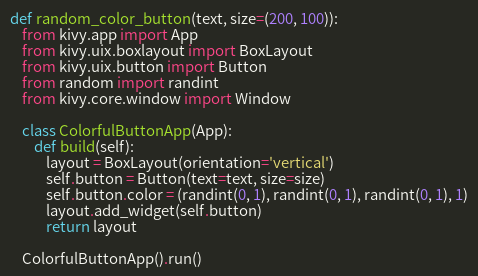 def random_color_button(text, size=(200, 100)):
    from kivy.app import App
    from kivy.uix.boxlayout import BoxLayout
    from kivy.uix.button import Button
    from random import randint
    from kivy.core.window import Window

    class ColorfulButtonApp(App):
        def build(self):
            layout = BoxLayout(orientation='vertical')
            self.button = Button(text=text, size=size)
            self.button.color = (randint(0, 1), randint(0, 1), randint(0, 1), 1)
            layout.add_widget(self.button)
            return layout

    ColorfulButtonApp().run()